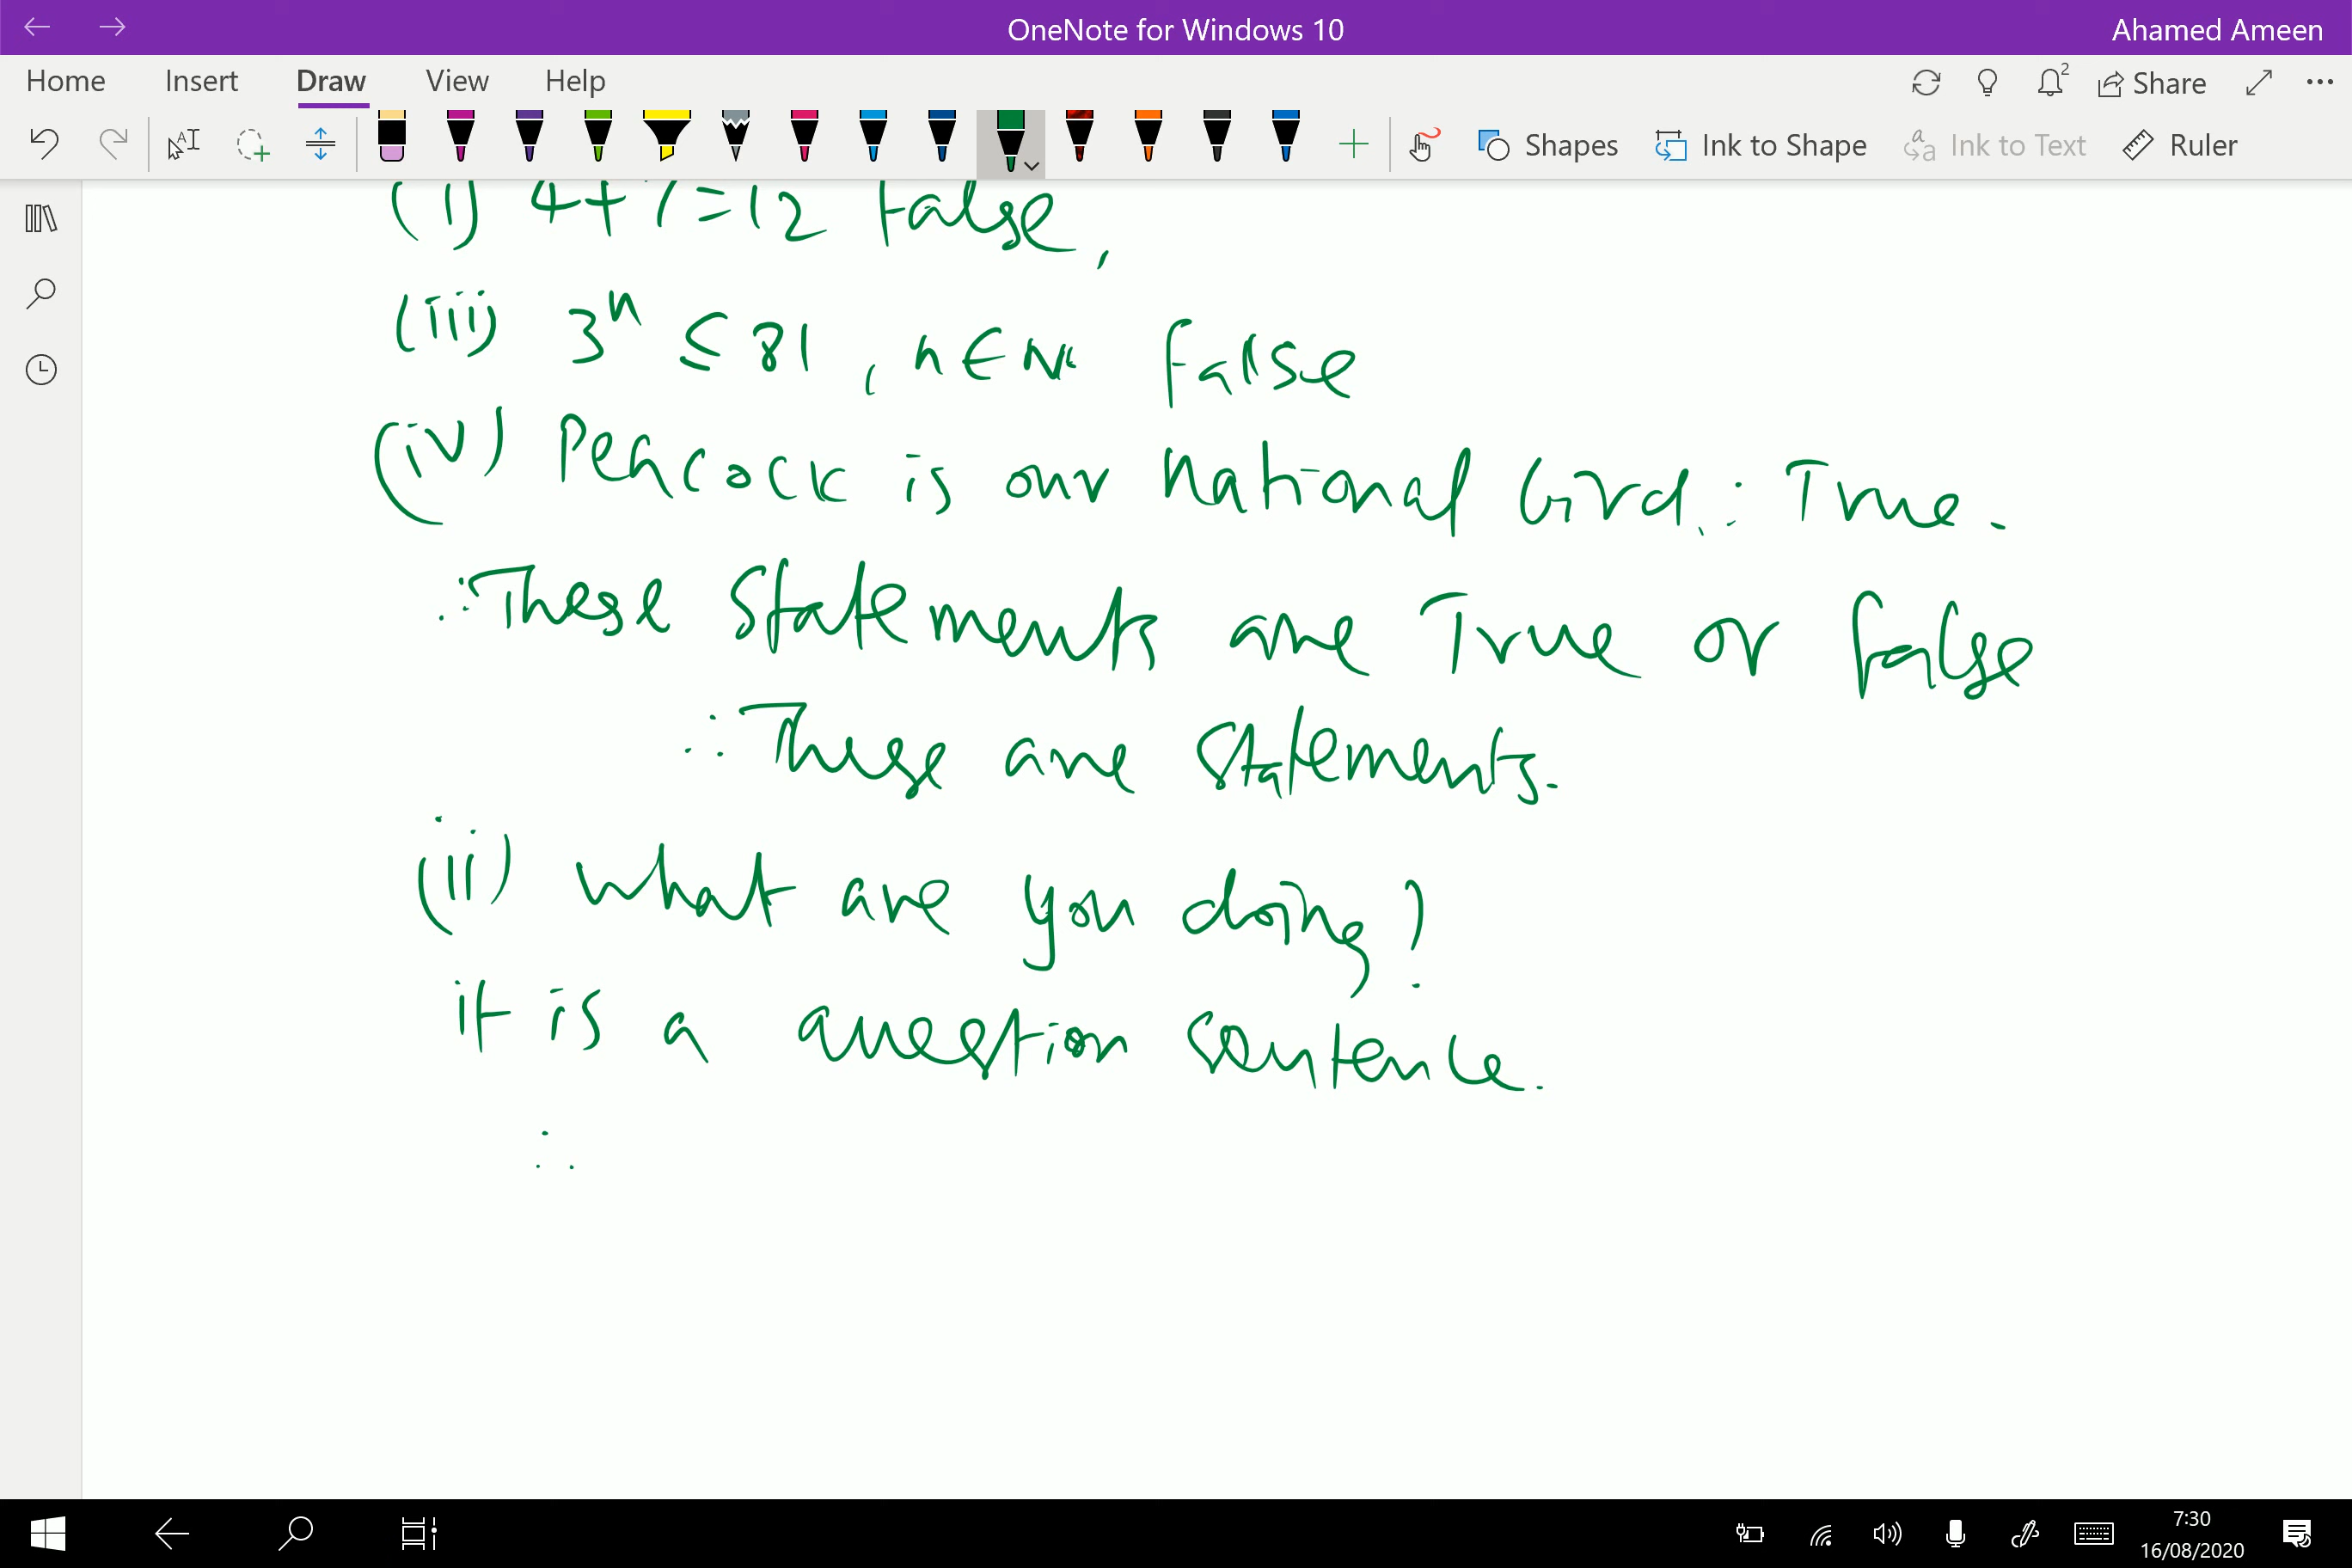 OneNote for Windows 10
Ahamed Ameen
Home Insert Draw View Help
2 Share
Shapes Ink to Shape Ink to Text Ruler
(i) 4+7=12 False,
(iii) 3ⁿ ≤ 81, n∈N False
(iv) Peacock is our national bird.: True.
∴These Statements are True or false
∴ These are Statements.
(ii) what are you doing?
it is a question sentence.
∴
7:30
16/08/2020